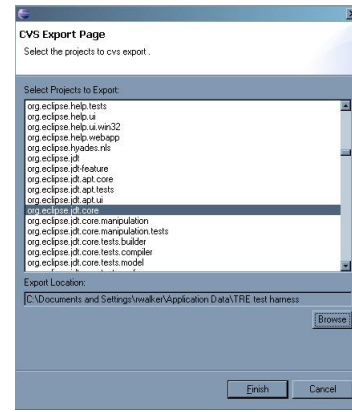 CVS Export Page
Select the projects to cvs export .
Select Projects to Export:
org.eclipse.help.tests
org.eclipse.help.ui
org.eclipse.help.ui.win32
org.eclipse.help.webapp
org.eclipse.hyades.nls
org.eclipse.jdt
org.eclipse.jdt-feature
org.eclipse.jdt.apt.core
org.eclipse.jdt.apt.tests
org.eclipse.jdt.apt.ui
org.eclipse.jdt.core
org.eclipse.jdt.core.manipulation
org.eclipse.jdt.core.manipulation.tests
org.eclipse.jdt.core.tests.builder
org.eclipse.jdt.core.tests.compiler
org.eclipse.jdt.core.tests.model
Export Location:
C:\Documents and Settings\rwalker\Application Data\TRE test harness
Browse
Finish
Cancel